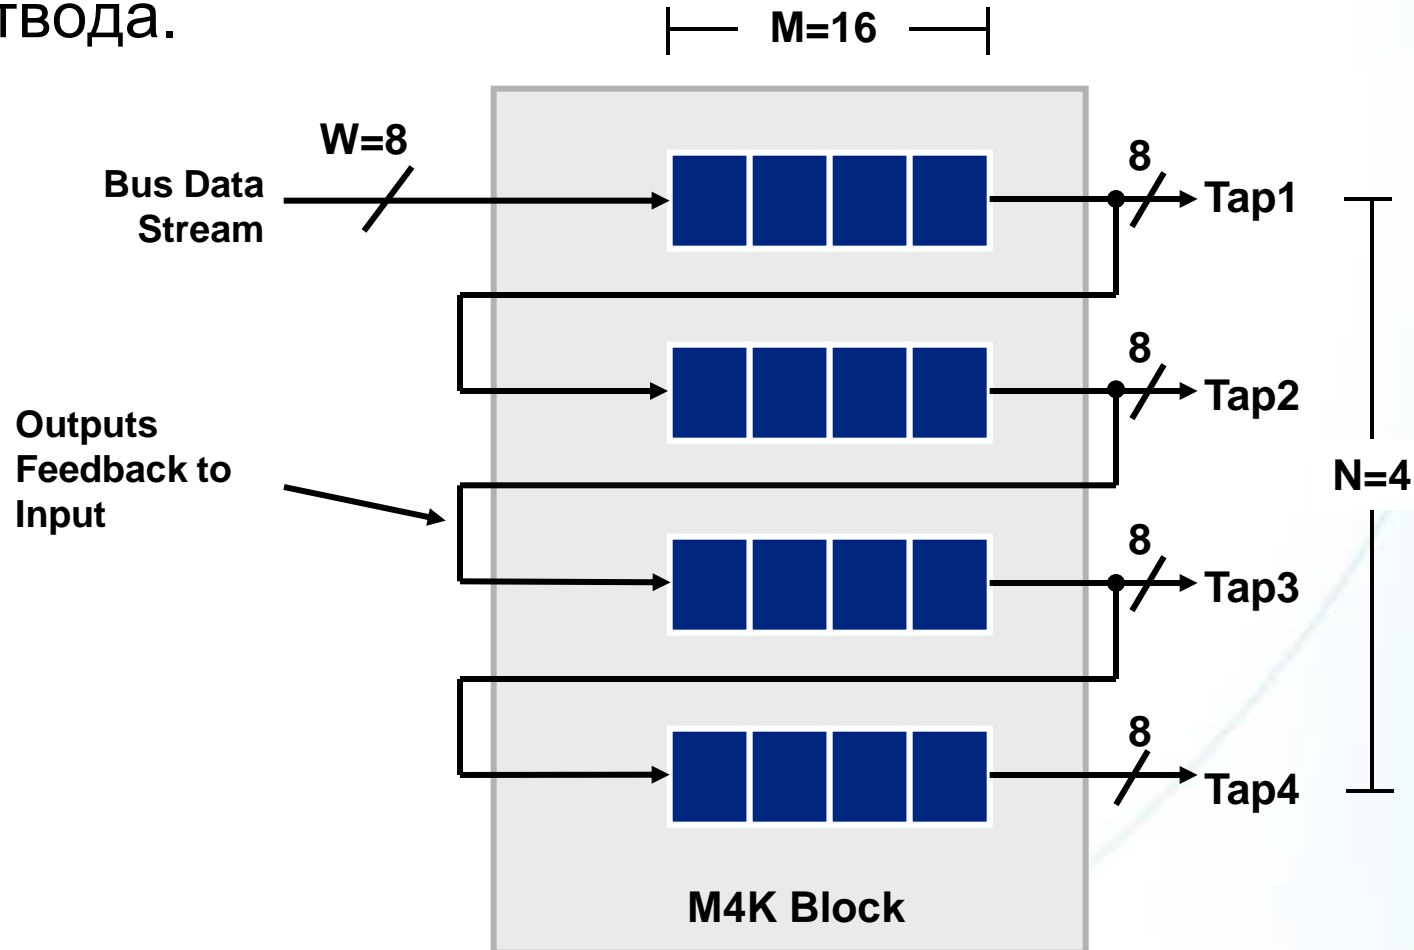 твода.
M=16
W=8
Bus Data
Stream
8
Tap1
8
Tap2
Outputs
Feedback to
Input
N=4
8
Tap3
8
Tap4
M4K Block